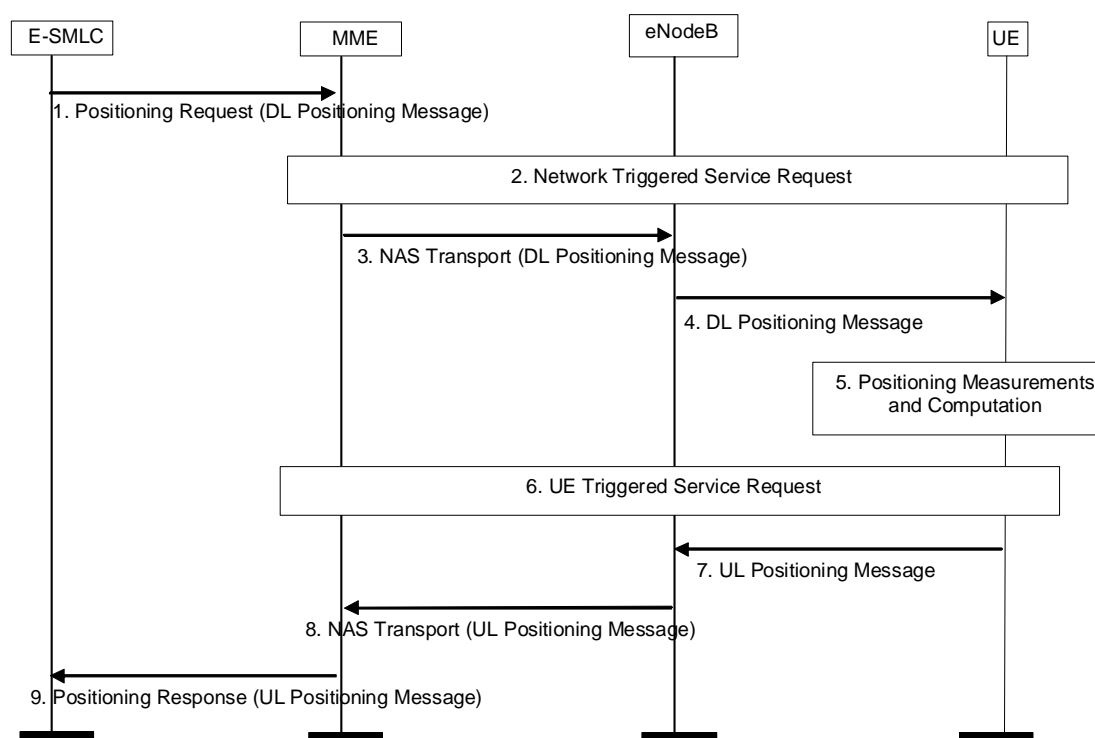 E-SMLC
MME
eNodeB
UE
1. Positioning Request (DL Positioning Message)
2. Network Triggered Service Request
3. NAS Transport (DL Positioning Message)
4. DL Positioning Message
5. Positioning Measurements
and Computation
6. UE Triggered Service Request
7. UL Positioning Message
8. NAS Transport (UL Positioning Message)
9. Positioning Response (UL Positioning Message)